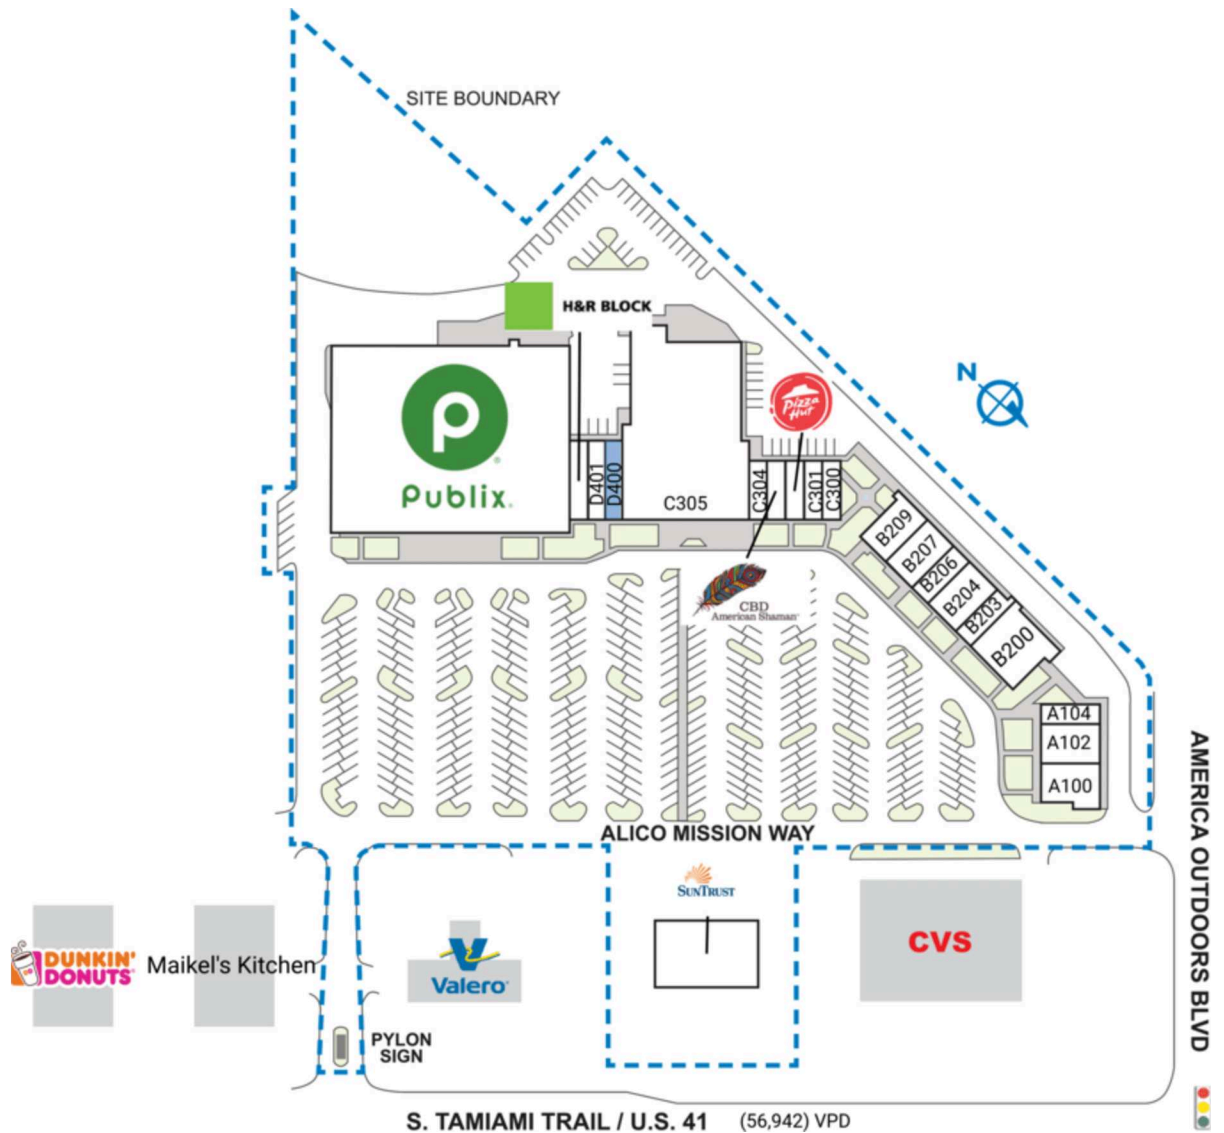 SITE BOUNDARY
H&R BLOCK
N
Pizza
Hut
P
Publix.
D401
D400
C305
C304
C301
C300
B209
B207
B206
B204
B203
B200
CBD
American Shaman
A104
A102
A100
ALICO MISSION WAY
AMERICA OUTDOORS BLVD
SUNTRUST
CVS
DUNKIN'
DONUTS
Maikel's Kitchen
V
Valero
PYLON
SIGN
S. TAMIAMI TRAIL / U.S. 41 (56,942) VPD